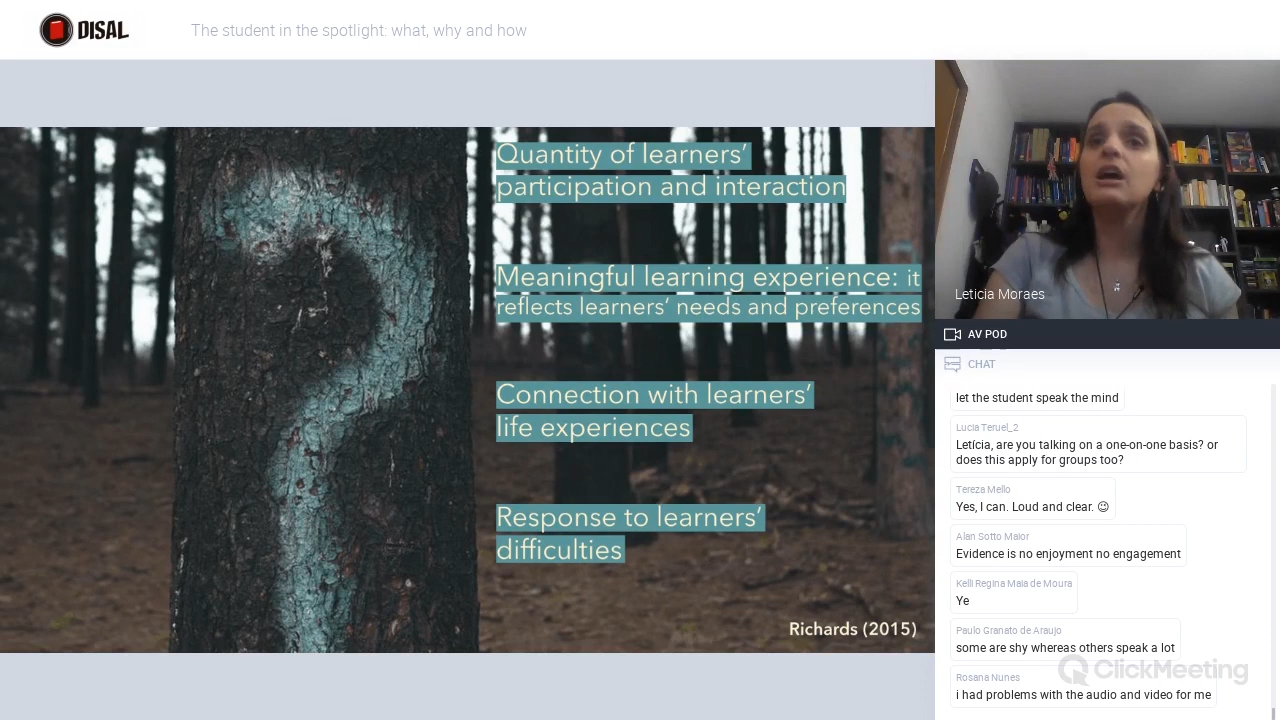 DISAL
The student in the spotlight: what, why and how
Quantity of learners'
participation and interaction
Meaningful learning experience: it
reflects learners' needs and preferences
Connection with learners'
life experiences
Response to learners'
difficulties
Richards (2015)
Leticia Moraes
AV POD
CHAT
let the student speak the mind
Lucia Teruel_2
Letícia, are you talking on a one-on-one basis? or
does this apply for groups too?
Tereza Mello
Yes, I can. Loud and clear. 😉
Alan Sotto Maior
Evidence is no enjoyment no engagement
Kelli Regina Maia de Moura
Ye
Paulo Granato de Araujo
some are shy whereas others speak a lot
Rosana Nunes
i had problems with the audio and video for me
ClickMeeting